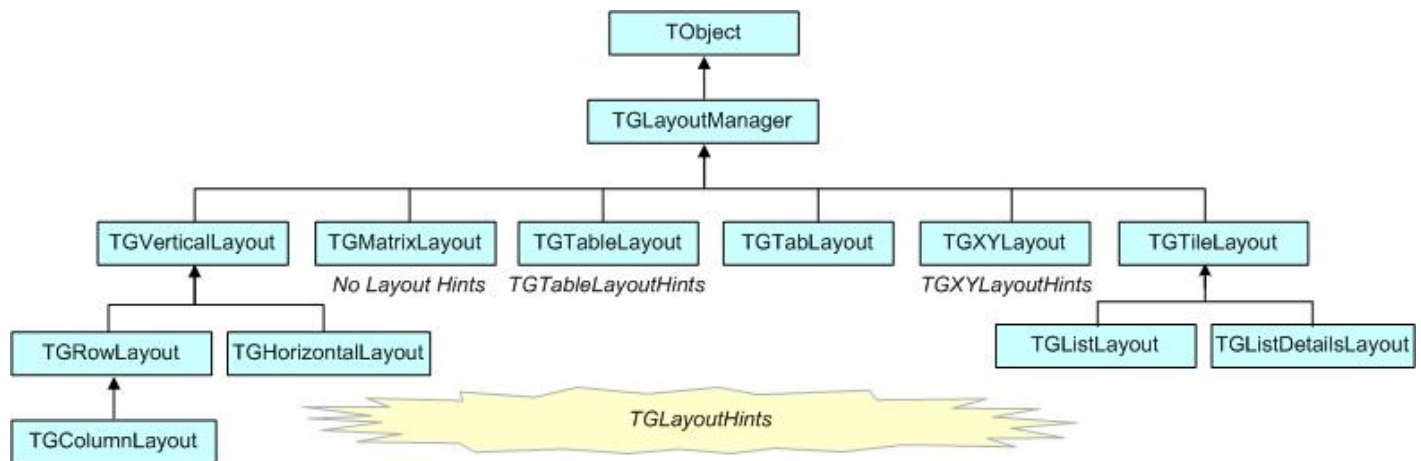 TObject
TGLayoutManager
TGVerticalLayout
TGMatrixLayout
TGTableLayout
TGTabLayout
TGXYLayout
TGTileLayout
No Layout Hints
TGTableLayoutHints
TGXYLayoutHints
TGRowLayout
TGHorizontalLayout
TGListLayout
TGListDetailsLayout
TGLayoutHints
TGColumnLayout